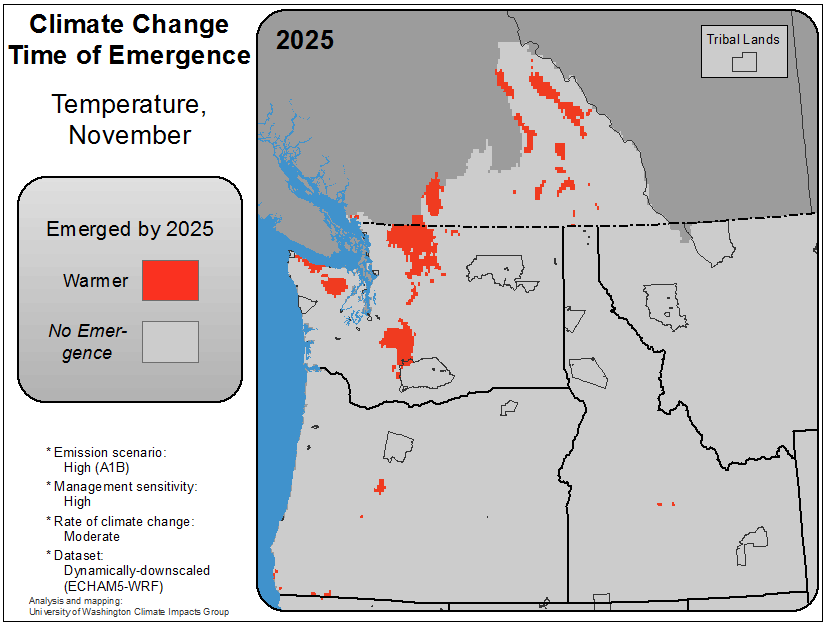 Climate Change
Time of Emergence
Temperature,
November
Emerged by 2025
Warmer
No Emer-
gence
* Emission scenario:
High (A1B)
* Management sensitivity:
High
* Rate of climate change:
Moderate
* Dataset:
Dynamically-downscaled
(ECHAM5-WRF)
Analysis and mapping:
University of Washington Climate Impacts Group
2025
Tribal Lands